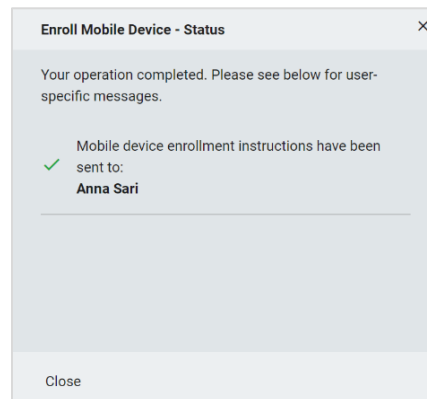 Enroll Mobile Device - Status
Your operation completed. Please see below for user-
specific messages.
Mobile device enrollment instructions have been
sent to:
Anna Sari
Close